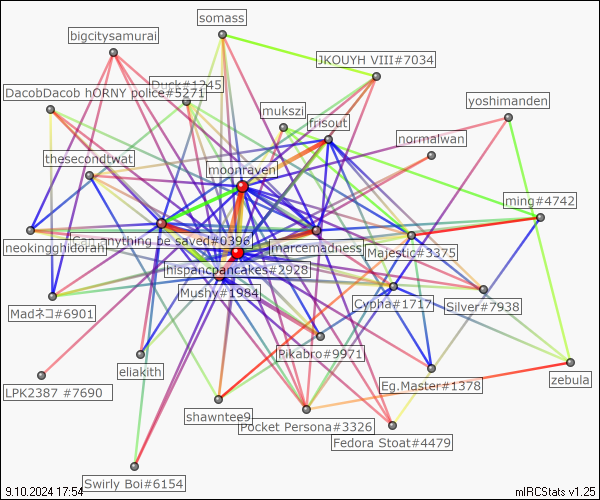 somass
bigcitysamurai
JKOUYH VIII#7034
Duck#1345
DacobDacob hORNY police#5271
yoshimanden
mukszi
frisout
normalwan
thesecondtwat
moonraven
ming#4742
Can anything be saved#0396
neokingghidorah
marcemadness
Majestic#3375
hispancpancakes#2928
Mushy#1984
Cypha#1717
Silver#7938
Madネコ#6901
Pikabro#9971
eliakith
zebula
Eg.Master#1378
LPK2387 #7690
shawntee9
Pocket Persona#3326
Fedora Stoat#4479
Swirly Boi#6154
9.10.2024 17:54
mIRCStats v1.25